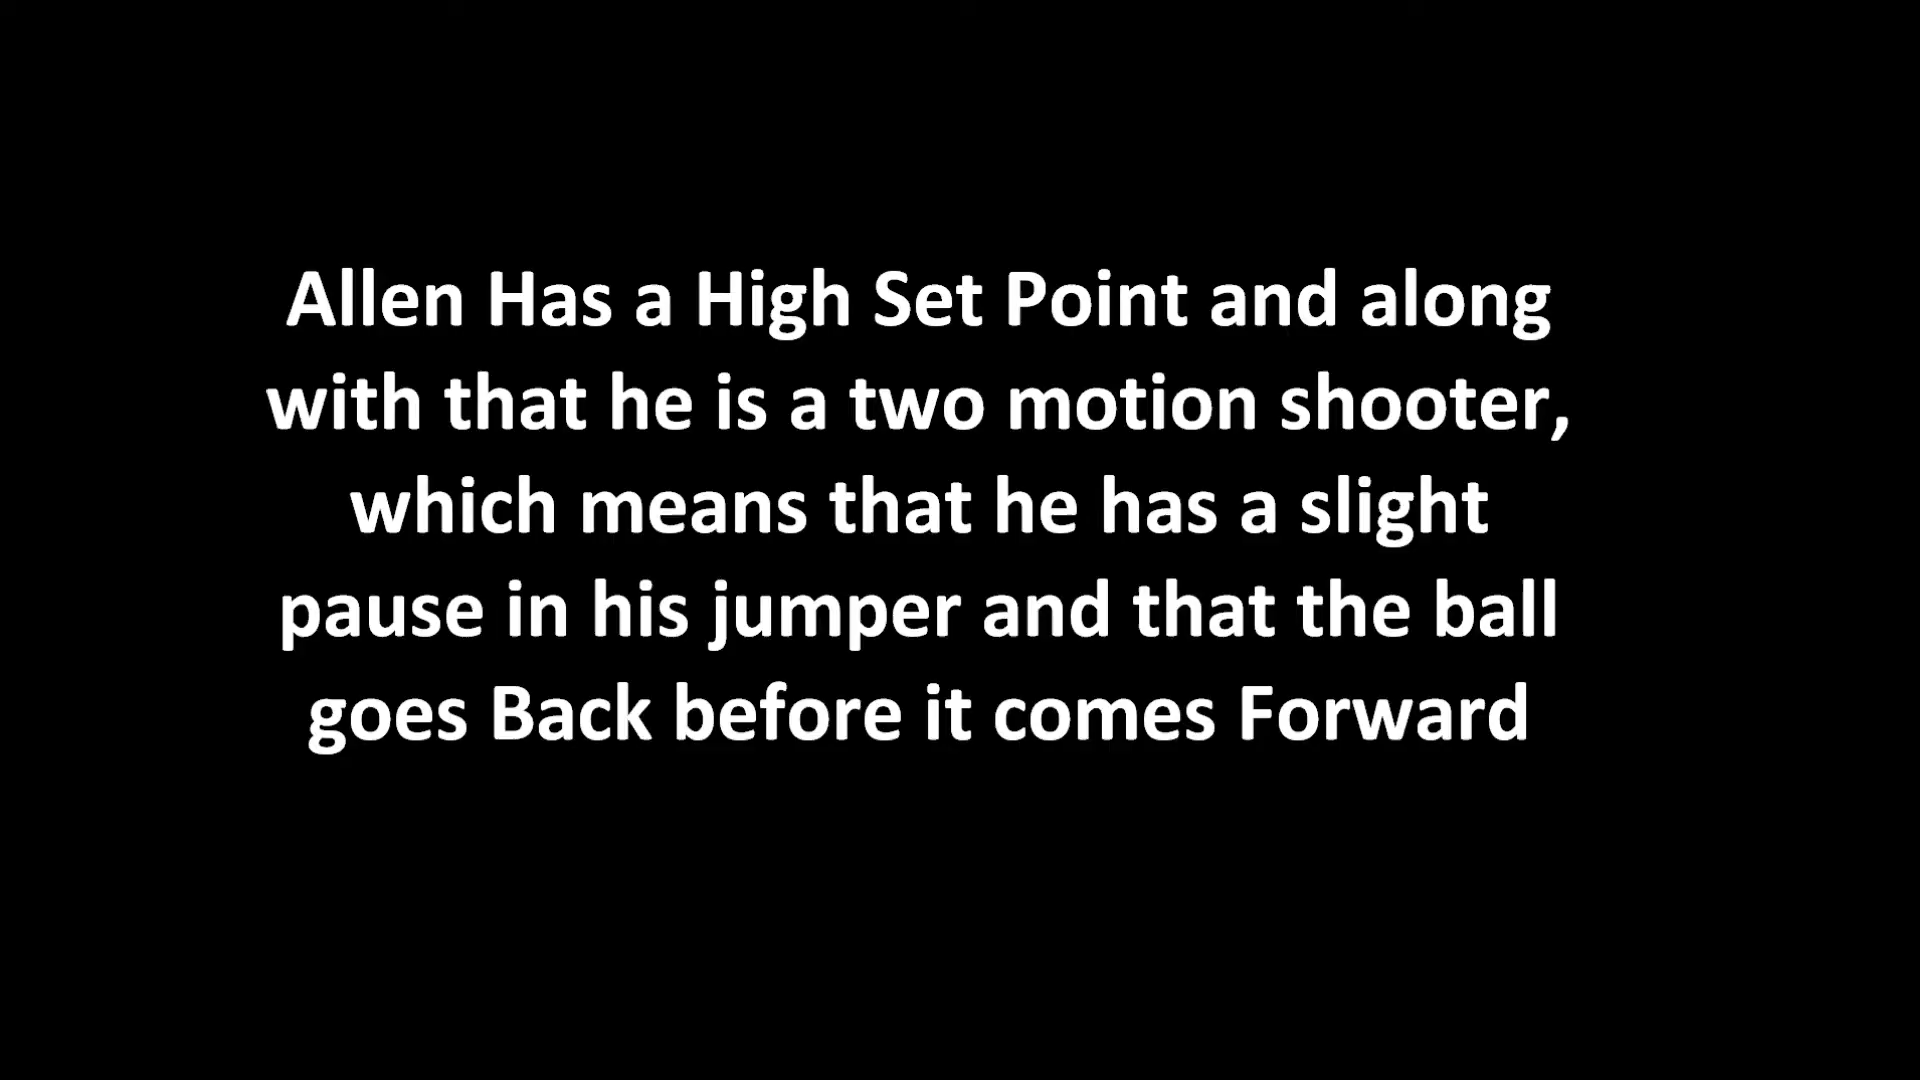 Allen Has a High Set Point and along
with that he is a two motion shooter,
which means that he has a slight
pause in his jumper and that the ball
goes Back before it comes Forward